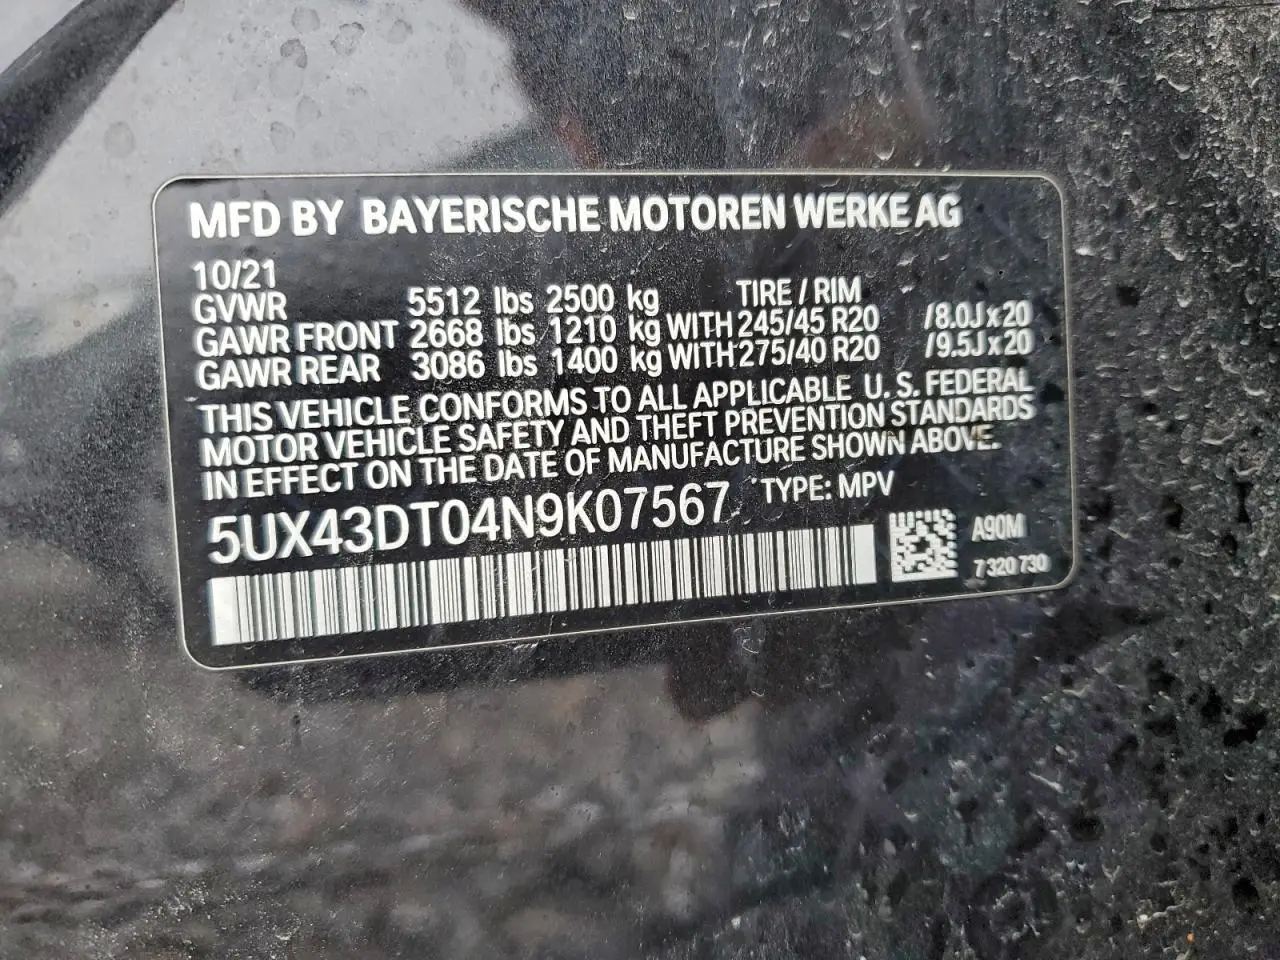 MFD BY BAYERISCHE MOTOREN WERKE AG
10/21
GVWR 5512 lbs 2500 kg TIRE / RIM
GAWR FRONT 2668 lbs 1210 kg WITH 245/45 R20 /8.0J x 20
GAWR REAR 3086 lbs 1400 kg WITH 275/40 R20 /9.5J x 20
THIS VEHICLE CONFORMS TO ALL APPLICABLE U. S. FEDERAL
MOTOR VEHICLE SAFETY AND THEFT PREVENTION STANDARDS
IN EFFECT ON THE DATE OF MANUFACTURE SHOWN ABOVE.
5UX43DT04N9K07567 TYPE: MPV
A90M
7 320 730